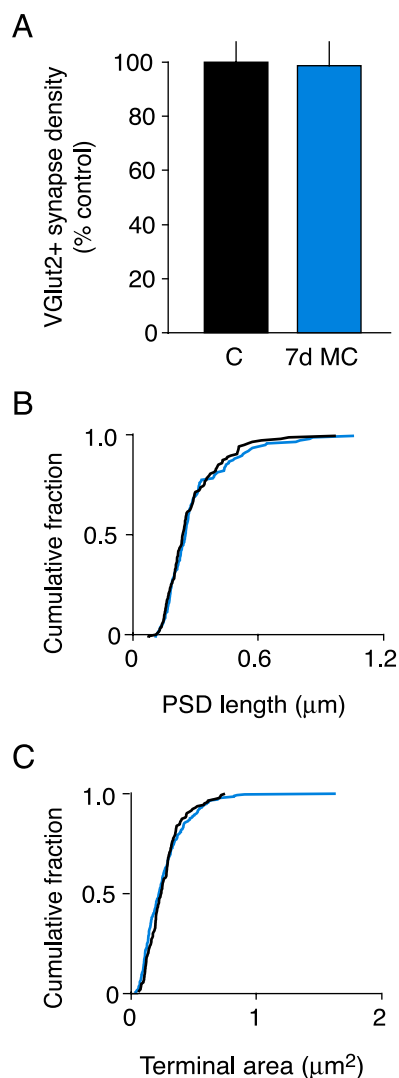 A
VGlut2+ synapse density
(% control)
100
80
60
40
20
0
C 7d MC
B
Cumulative fraction
1.0
0.5
0
0 0.6 1.2
PSD length (μm)
C
Cumulative fraction
1.0
0.5
0
0 1 2
Terminal area (μm²)